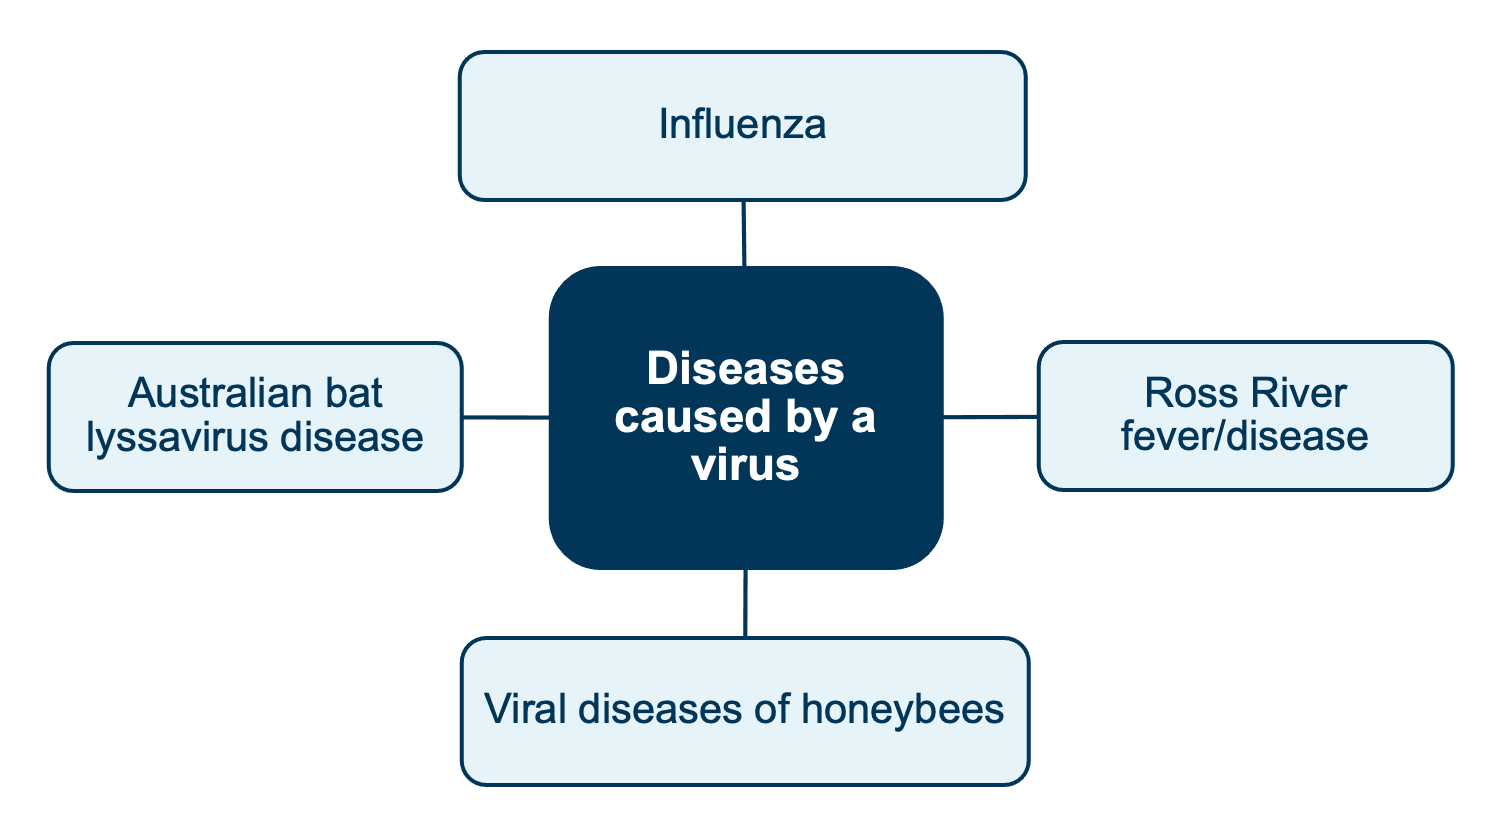 Influenza
Australian bat
lyssavirus disease
Diseases
caused by a
virus
Ross River
fever/disease
Viral diseases of honeybees